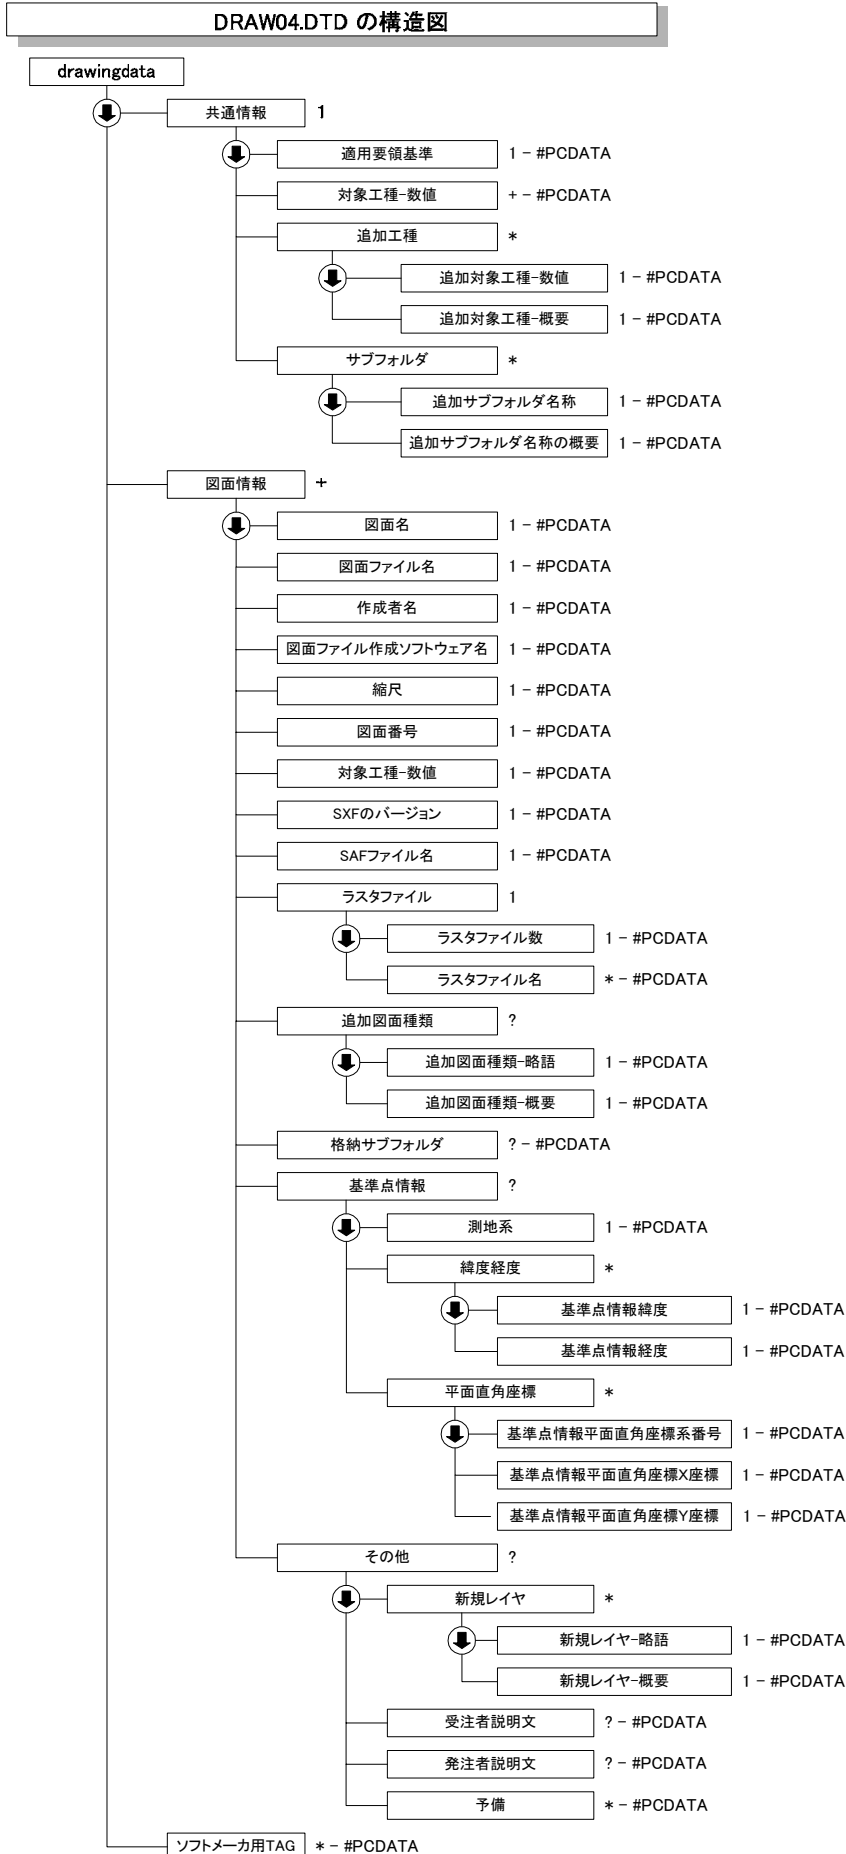 DRAW04.DTD の構造図
drawingdata
共通情報 1
適用要領基準 1 - #PCDATA
対象工種-数値 + - #PCDATA
追加工種 *
追加対象工種-数値 1 - #PCDATA
追加対象工種-概要 1 - #PCDATA
サブフォルダ *
追加サブフォルダ名称 1 - #PCDATA
追加サブフォルダ名称の概要 1 - #PCDATA
図面情報 +
図面名 1 - #PCDATA
図面ファイル名 1 - #PCDATA
作成者名 1 - #PCDATA
図面ファイル作成ソフトウェア名 1 - #PCDATA
縮尺 1 - #PCDATA
図面番号 1 - #PCDATA
対象工種-数値 1 - #PCDATA
SXFのバージョン 1 - #PCDATA
SAFファイル名 1 - #PCDATA
ラスタファイル 1
ラスタファイル数 1 - #PCDATA
ラスタファイル名 * - #PCDATA
追加図面種類 ?
追加図面種類-略語 1 - #PCDATA
追加図面種類-概要 1 - #PCDATA
格納サブフォルダ ? - #PCDATA
基準点情報 ?
測地系 1 - #PCDATA
緯度経度 *
基準点情報緯度 1 - #PCDATA
基準点情報経度 1 - #PCDATA
平面直角座標 *
基準点情報平面直角座標系番号 1 - #PCDATA
基準点情報平面直角座標X座標 1 - #PCDATA
基準点情報平面直角座標Y座標 1 - #PCDATA
その他 ?
新規レイヤ *
新規レイヤ-略語 1 - #PCDATA
新規レイヤ-概要 1 - #PCDATA
受注者説明文 ? - #PCDATA
発注者説明文 ? - #PCDATA
予備 * - #PCDATA
ソフトメーカ用TAG * - #PCDATA